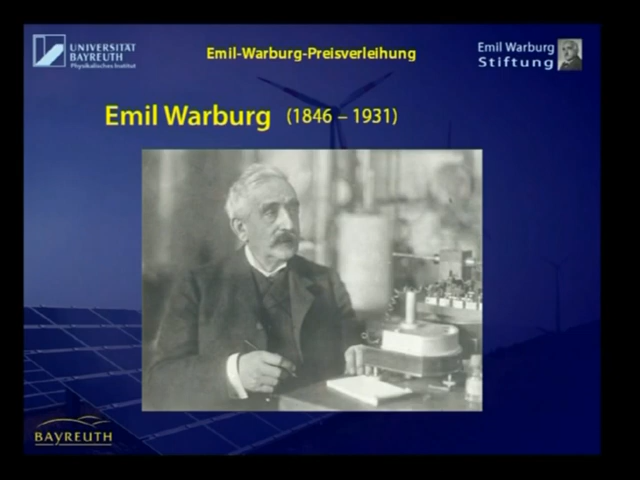 UNIVERSITÄT
BAYREUTH
Physikalisches Institut
Emil-Warburg-Preisverleihung
Emil Warburg
Stiftung
Emil Warburg (1846 – 1931)
BAYREUTH